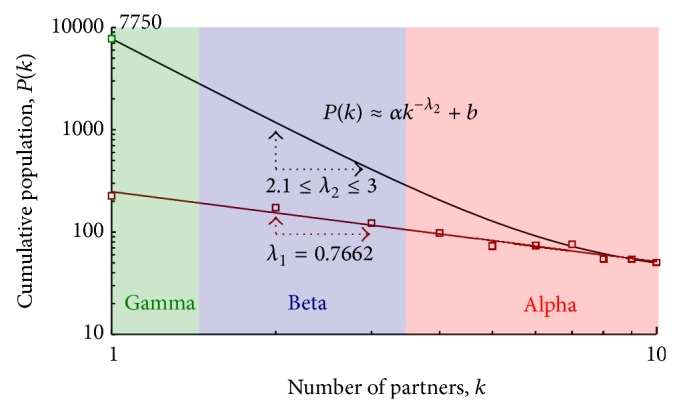 7750
10000
1000
100
10
Cumulative population, P(k)
P(k) ≈ αk^{−λ₂} + b
2.1 ≤ λ₂ ≤ 3
λ₁ = 0.7662
Gamma
Beta
Alpha
1
10
Number of partners, k